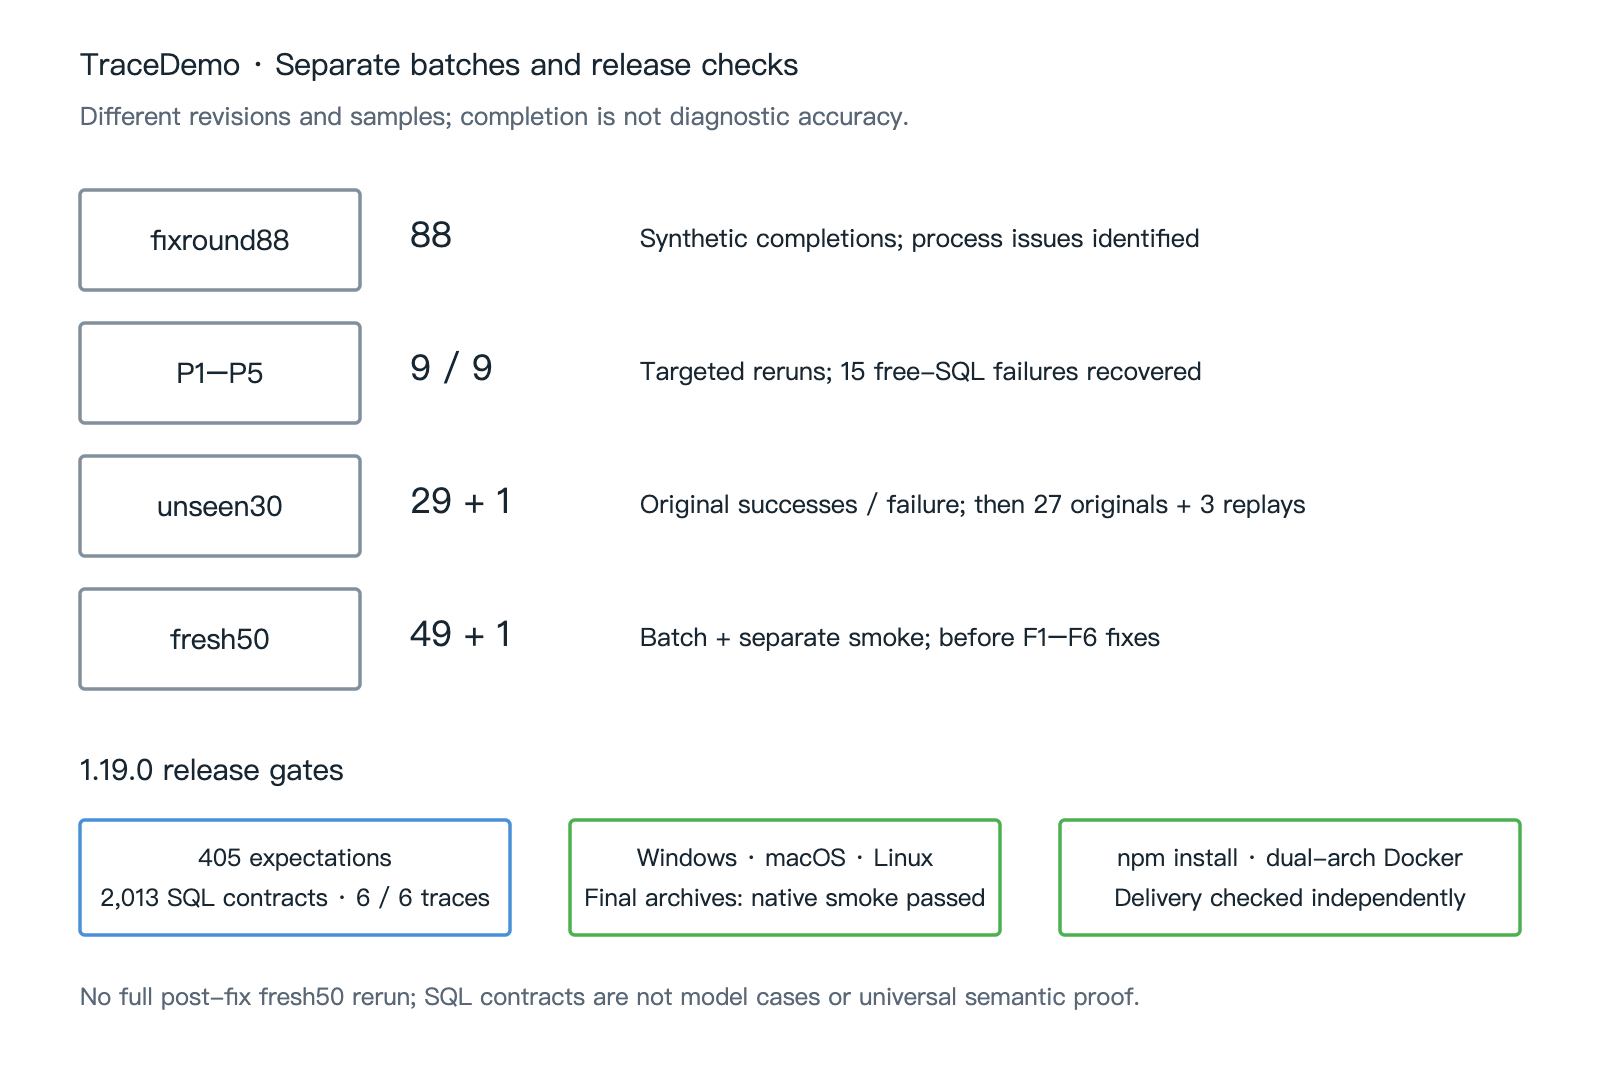 TraceDemo · Separate batches and release checks
Different revisions and samples; completion is not diagnostic accuracy.
fixround88
88
Synthetic completions; process issues identified
P1—P5
9 / 9
Targeted reruns; 15 free–SQL failures recovered
unseen30
29 + 1
Original successes / failure; then 27 originals + 3 replays
fresh50
49 + 1
Batch + separate smoke; before F1—F6 fixes
1.19.0 release gates
405 expectations
2,013 SQL contracts · 6 / 6 traces
Windows · macOS · Linux
Final archives: native smoke passed
npm install · dual–arch Docker
Delivery checked independently
No full post–fix fresh50 rerun; SQL contracts are not model cases or universal semantic proof.